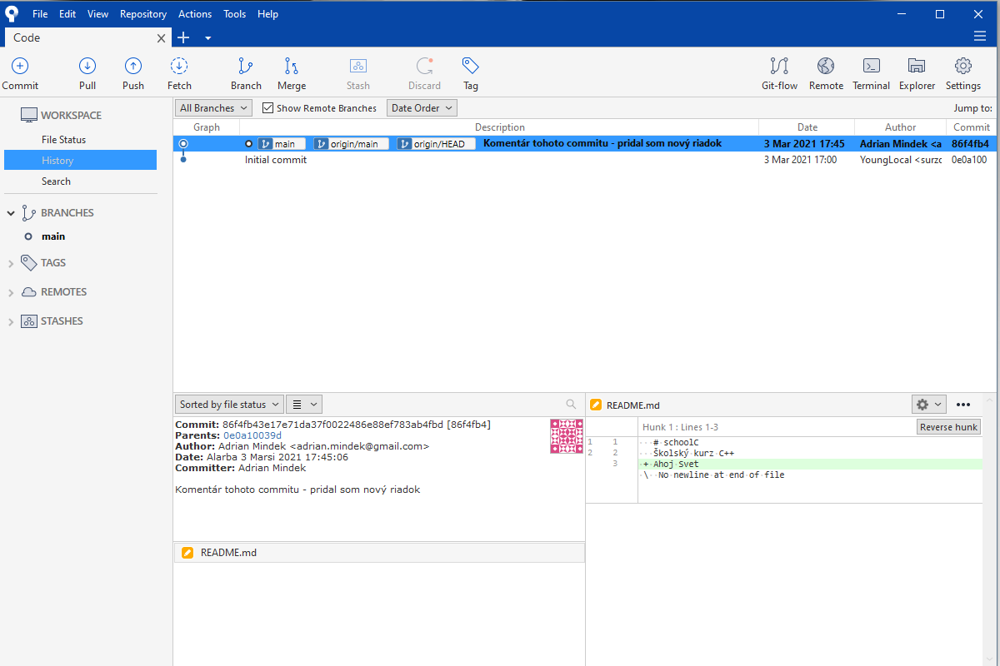 File Edit View Repository Actions Tools Help
Code
Commit Pull Push Fetch Branch Merge Stash Discard Tag Git-flow Remote Terminal Explorer Settings
WORKSPACE
File Status
History
Search
BRANCHES
main
TAGS
REMOTES
STASHES
All Branches Show Remote Branches Date Order Jump to:
Graph Description Date Author Commit
main origin/main origin/HEAD Komentár tohoto commitu - pridal som nový riadok 3 Mar 2021 17:45 Adrian Mindek <a 86f4fb4
Initial commit 3 Mar 2021 17:00 YoungLocal <surzc 0e0a100
Sorted by file status
Commit: 86f4fb43e17e71da37f0022486e88ef783ab4fbd [86f4fb4]
Parents: 0e0a10039d
Author: Adrian Mindek <adrian.mindek@gmail.com>
Date: Alarba 3 Marsi 2021 17:45:06
Committer: Adrian Mindek
Komentár tohoto commitu - pridal som nový riadok
README.md
README.md
Hunk 1 : Lines 1-3 Reverse hunk
1 1 # schoolC
2 2 Školský kurz C++
3 + Ahoj Svet
\ No newline at end of file